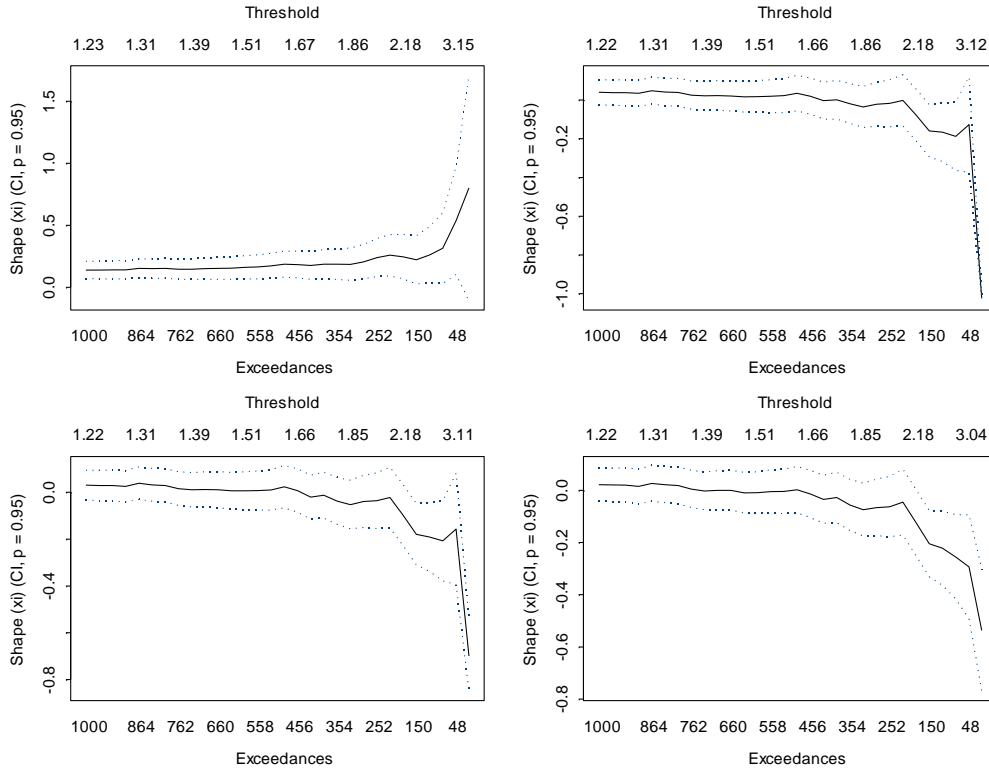 Threshold
1.23 1.31 1.39 1.51 1.67 1.86 2.18 3.15
Shape (xi) (CI, p = 0.95)
1.5
1.0
0.5
0.0
1000 864 762 660 558 456 354 252 150 48
Exceedances
Threshold
1.22 1.31 1.39 1.51 1.66 1.86 2.18 3.12
Shape (xi) (CI, p = 0.95)
-0.2
-0.6
-1.0
1000 864 762 660 558 456 354 252 150 48
Exceedances
Threshold
1.22 1.31 1.39 1.51 1.66 1.85 2.18 3.11
Shape (xi) (CI, p = 0.95)
0.0
-0.4
-0.8
1000 864 762 660 558 456 354 252 150 48
Exceedances
Threshold
1.22 1.31 1.39 1.51 1.66 1.85 2.18 3.04
Shape (xi) (CI, p = 0.95)
0.0
-0.2
-0.4
-0.6
-0.8
1000 864 762 660 558 456 354 252 150 48
Exceedances